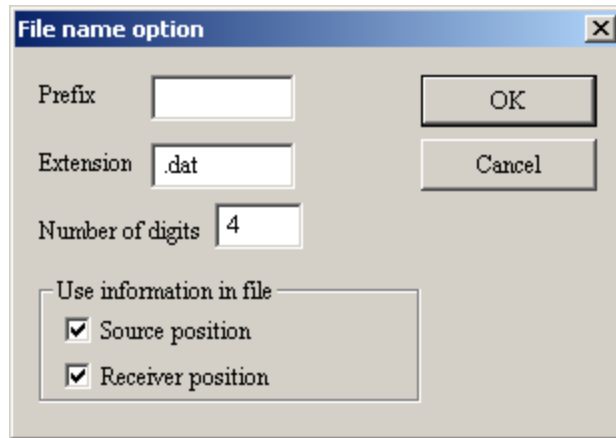 File name option
Prefix
OK
Extension .dat
Cancel
Number of digits 4
Use information in file
Source position
Receiver position